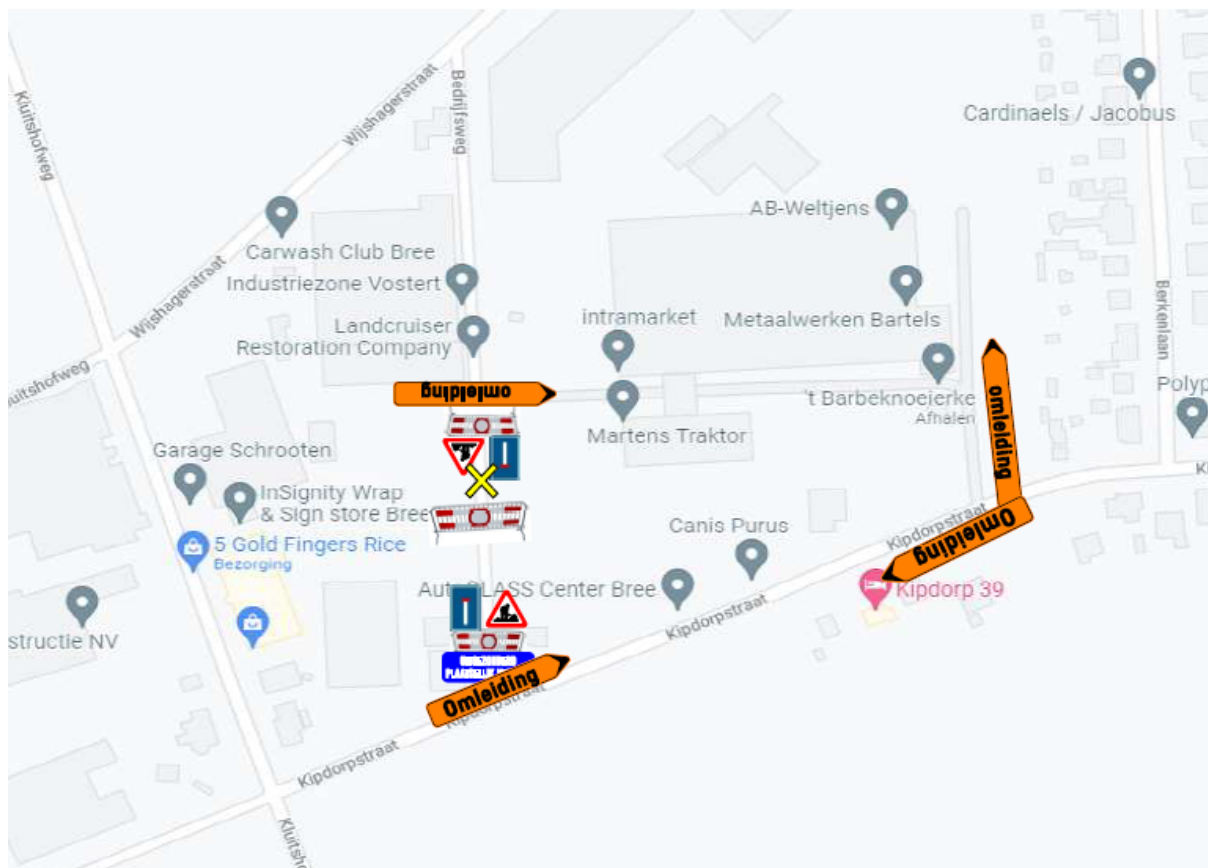 Kluitshofweg
Wijshagerstraat
Bedrijfsweg
Cardinaels / Jacobus
AB-Weltjens
Carwash Club Bree
Industriezone Vostert
Wijshagerstraat
Landcruiser
Restoration Company
intramarket
Metaalwerken Bartels
Berkenlaan
omleiding
't Barbeknoeierke
Afhalen
omleiding
Polyp
Martens Traktor
Garage Schrooten
InSignity Wrap
& Sign store Bree
5 Gold Fingers Rice
Bezorging
Canis Purus
Kipdorpstraat
Omleiding
Kipdorp 39
structie NV
Kipdorpstraat
Omleiding
Kipdorpstraat
Kipdorpstraat